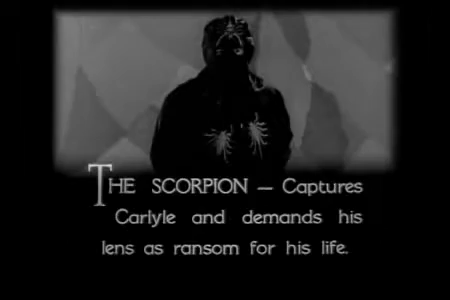 THE SCORPION — Captures
Carlyle and demands his
lens as ransom for his life.